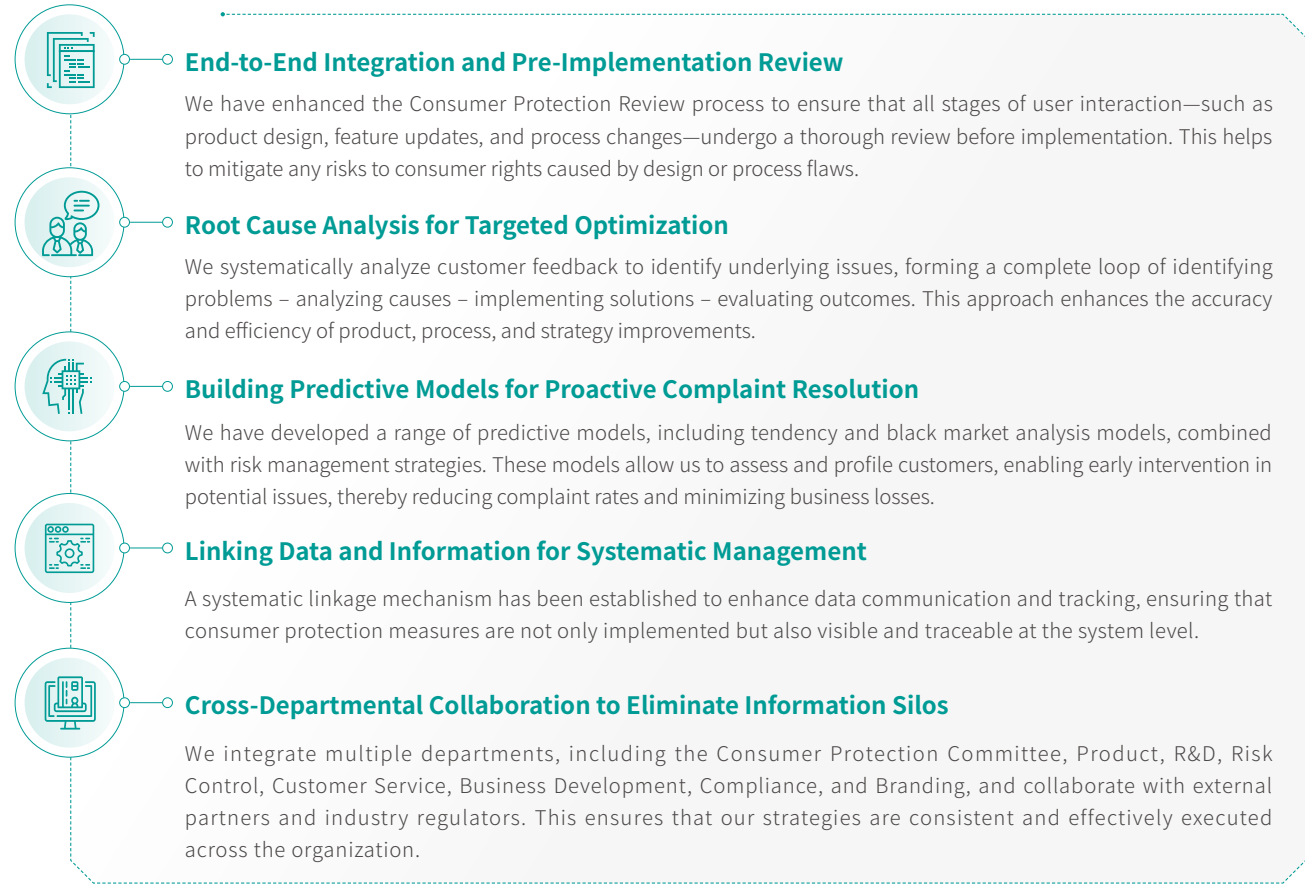 End-to-End Integration and Pre-Implementation Review
We have enhanced the Consumer Protection Review process to ensure that all stages of user interaction—such as
product design, feature updates, and process changes—undergo a thorough review before implementation. This helps
to mitigate any risks to consumer rights caused by design or process flaws.
Root Cause Analysis for Targeted Optimization
We systematically analyze customer feedback to identify underlying issues, forming a complete loop of identifying
problems – analyzing causes – implementing solutions – evaluating outcomes. This approach enhances the accuracy
and efficiency of product, process, and strategy improvements.
Building Predictive Models for Proactive Complaint Resolution
We have developed a range of predictive models, including tendency and black market analysis models, combined
with risk management strategies. These models allow us to assess and profile customers, enabling early intervention in
potential issues, thereby reducing complaint rates and minimizing business losses.
Linking Data and Information for Systematic Management
A systematic linkage mechanism has been established to enhance data communication and tracking, ensuring that
consumer protection measures are not only implemented but also visible and traceable at the system level.
Cross-Departmental Collaboration to Eliminate Information Silos
We integrate multiple departments, including the Consumer Protection Committee, Product, R&D, Risk
Control, Customer Service, Business Development, Compliance, and Branding, and collaborate with external
partners and industry regulators. This ensures that our strategies are consistent and effectively executed
across the organization.